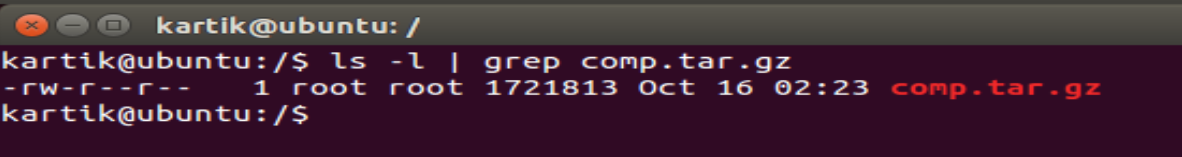 kartik@ubuntu: /
kartik@ubuntu:/$ ls -l | grep comp.tar.gz
-rw-r--r--   1 root root 1721813 Oct 16 02:23 comp.tar.gz
kartik@ubuntu:/$